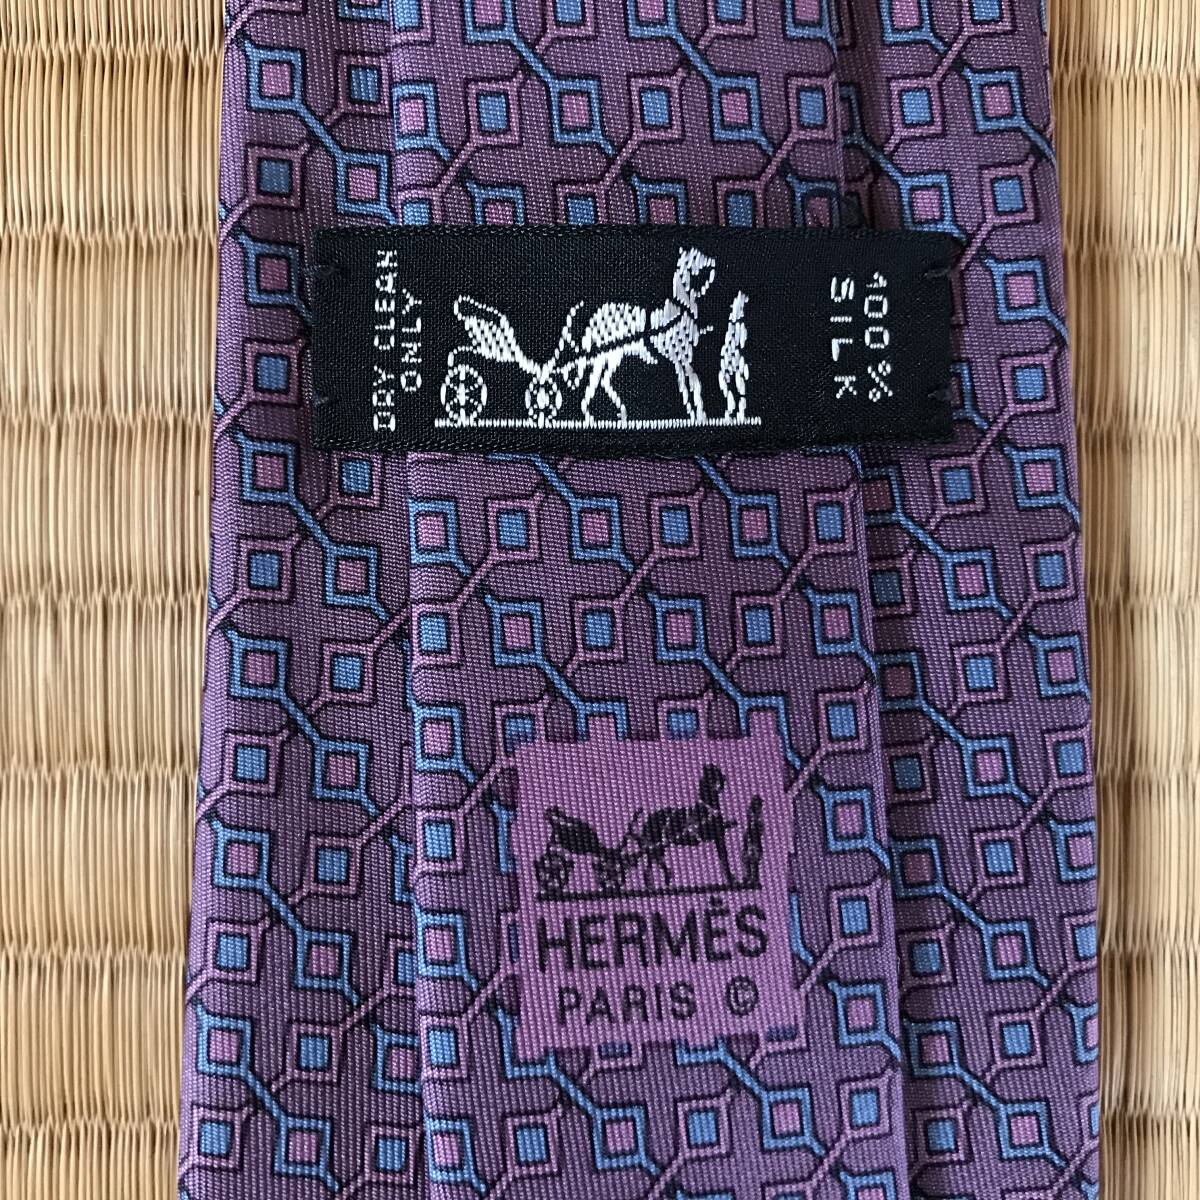 DRY CLEAN
ONLY
100%
SILK
HERMÈS
PARIS ©